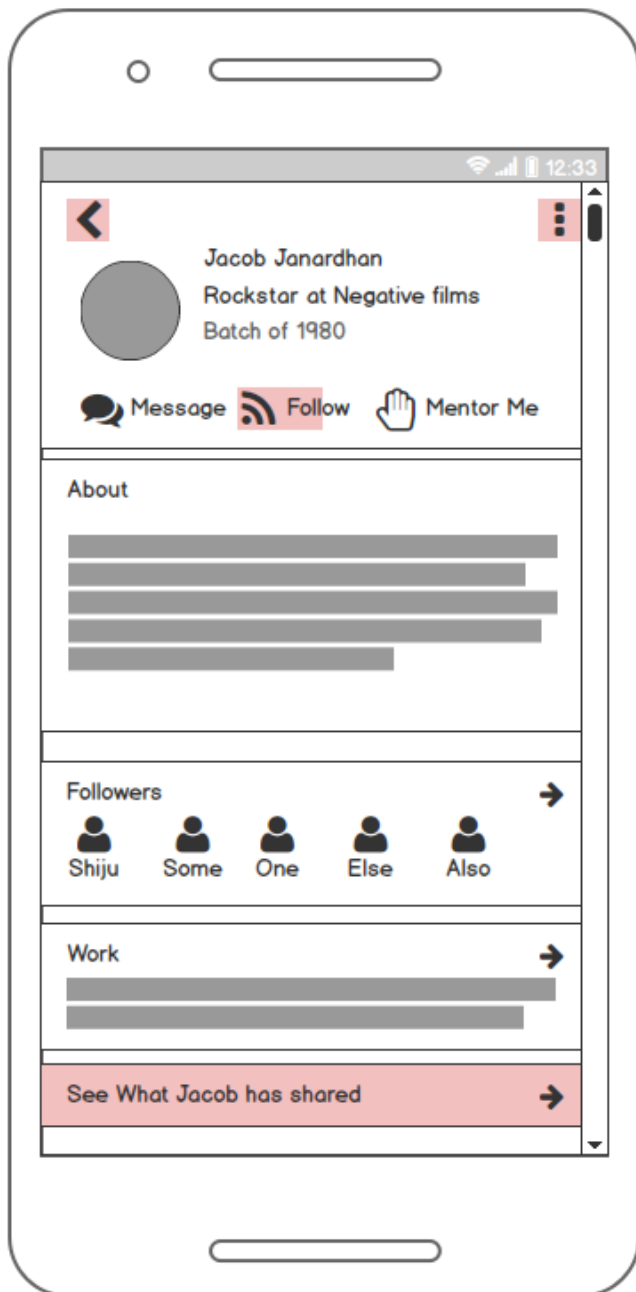 12:33
Jacob Janardhan
Rockstar at Negative films
Batch of 1980
Message Follow Mentor Me
About
Followers
Shiju Some One Else Also
Work
See What Jacob has shared